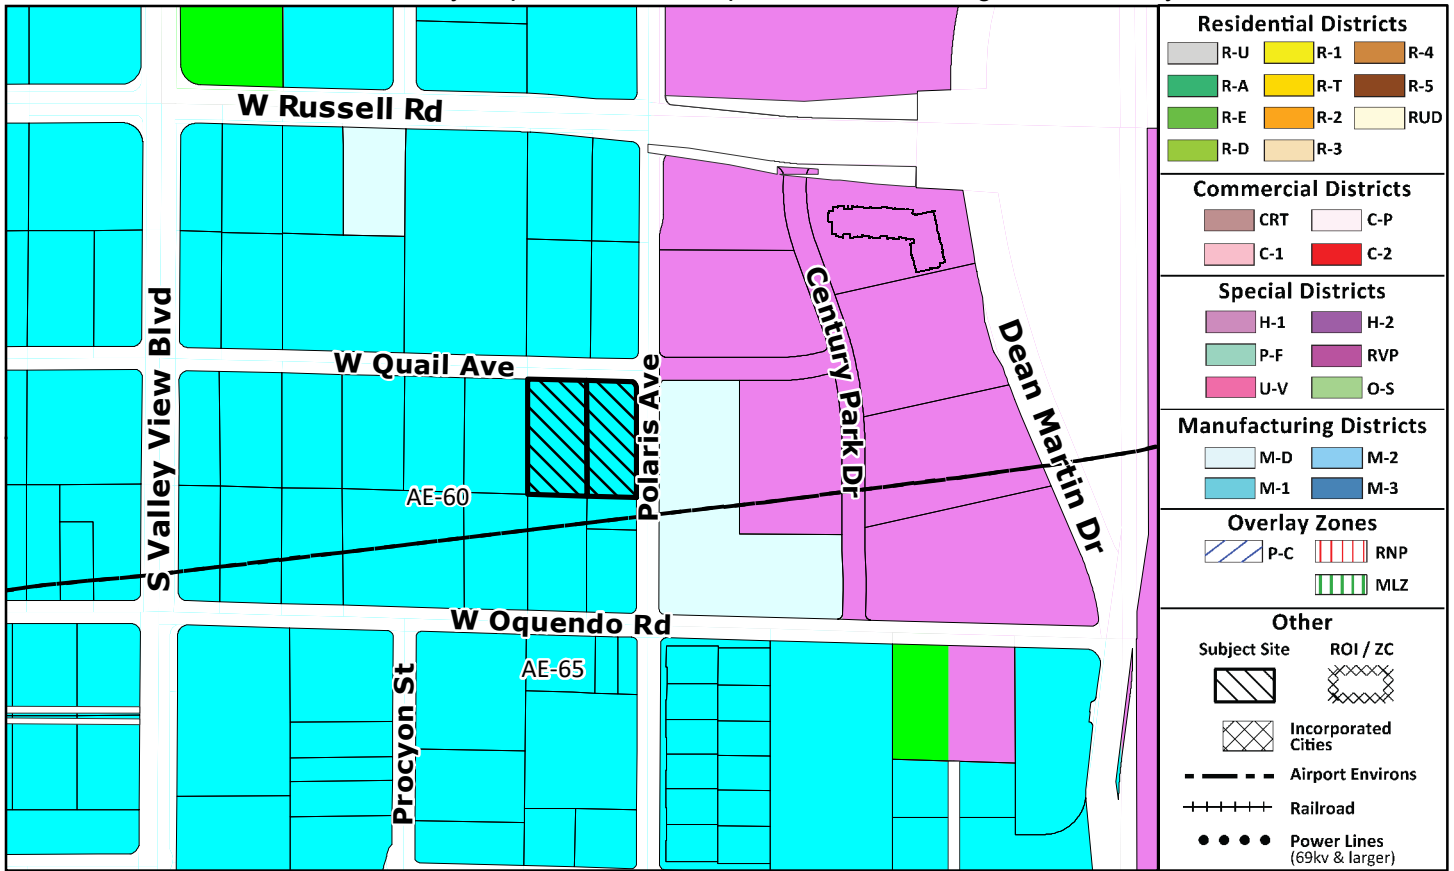 W Russell Rd
S Valley View Blvd
W Quail Ave
Polaris Ave
Century Park Dr
Dean Martin Dr
AE-60
W Oquendo Rd
AE-65
Procyon St
Residential Districts
R-U R-1 R-4
R-A R-T R-5
R-E R-2 RUD
R-D R-3
Commercial Districts
CRT C-P
C-1 C-2
Special Districts
H-1 H-2
P-F RVP
U-V O-S
Manufacturing Districts
M-D M-2
M-1 M-3
Overlay Zones
P-C RNP
MLZ
Other
Subject Site ROI / ZC
Incorporated
Cities
Airport Environs
Railroad
Power Lines
(69kv & larger)